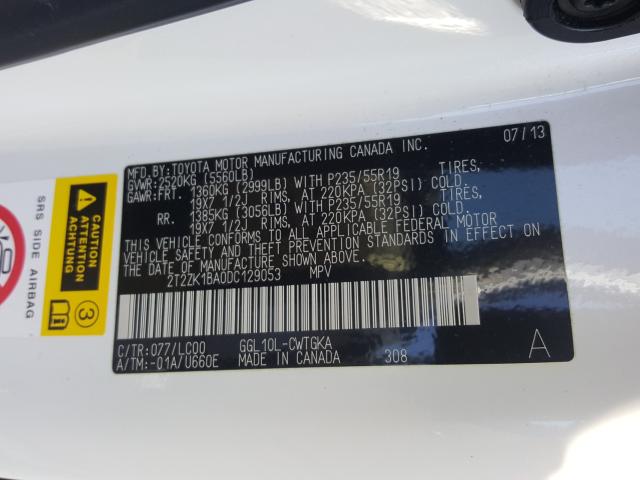 MFD.BY:TOYOTA MOTOR MANUFACTURING CANADA INC. 07/13
GVWR:2520KG (5560LB)
GAWR:FRT. 1360KG (2999LB) WITH P235/55R19 TIRES,
19X7 1/2J RIMS, AT 220KPA (32PSI) COLD.
RR. 1385KG (3056LB) WITH P235/55R19 TIRES,
19X7 1/2J RIMS, AT 220KPA (32PSI) COLD.
THIS VEHICLE CONFORMS TO ALL APPLICABLE FEDERAL MOTOR
VEHICLE SAFETY AND THEFT PREVENTION STANDARDS IN EFFECT ON
THE DATE OF MANUFACTURE SHOWN ABOVE.
2T2ZK1BA0DC129053 MPV
C/TR:077/LC00 GGL10L-CWTGKA A
A/TM:-01A/U660E MADE IN CANADA 308
CAUTION
ATTENTION
ACHTUNG
3
SRS SIDE AIRBAG